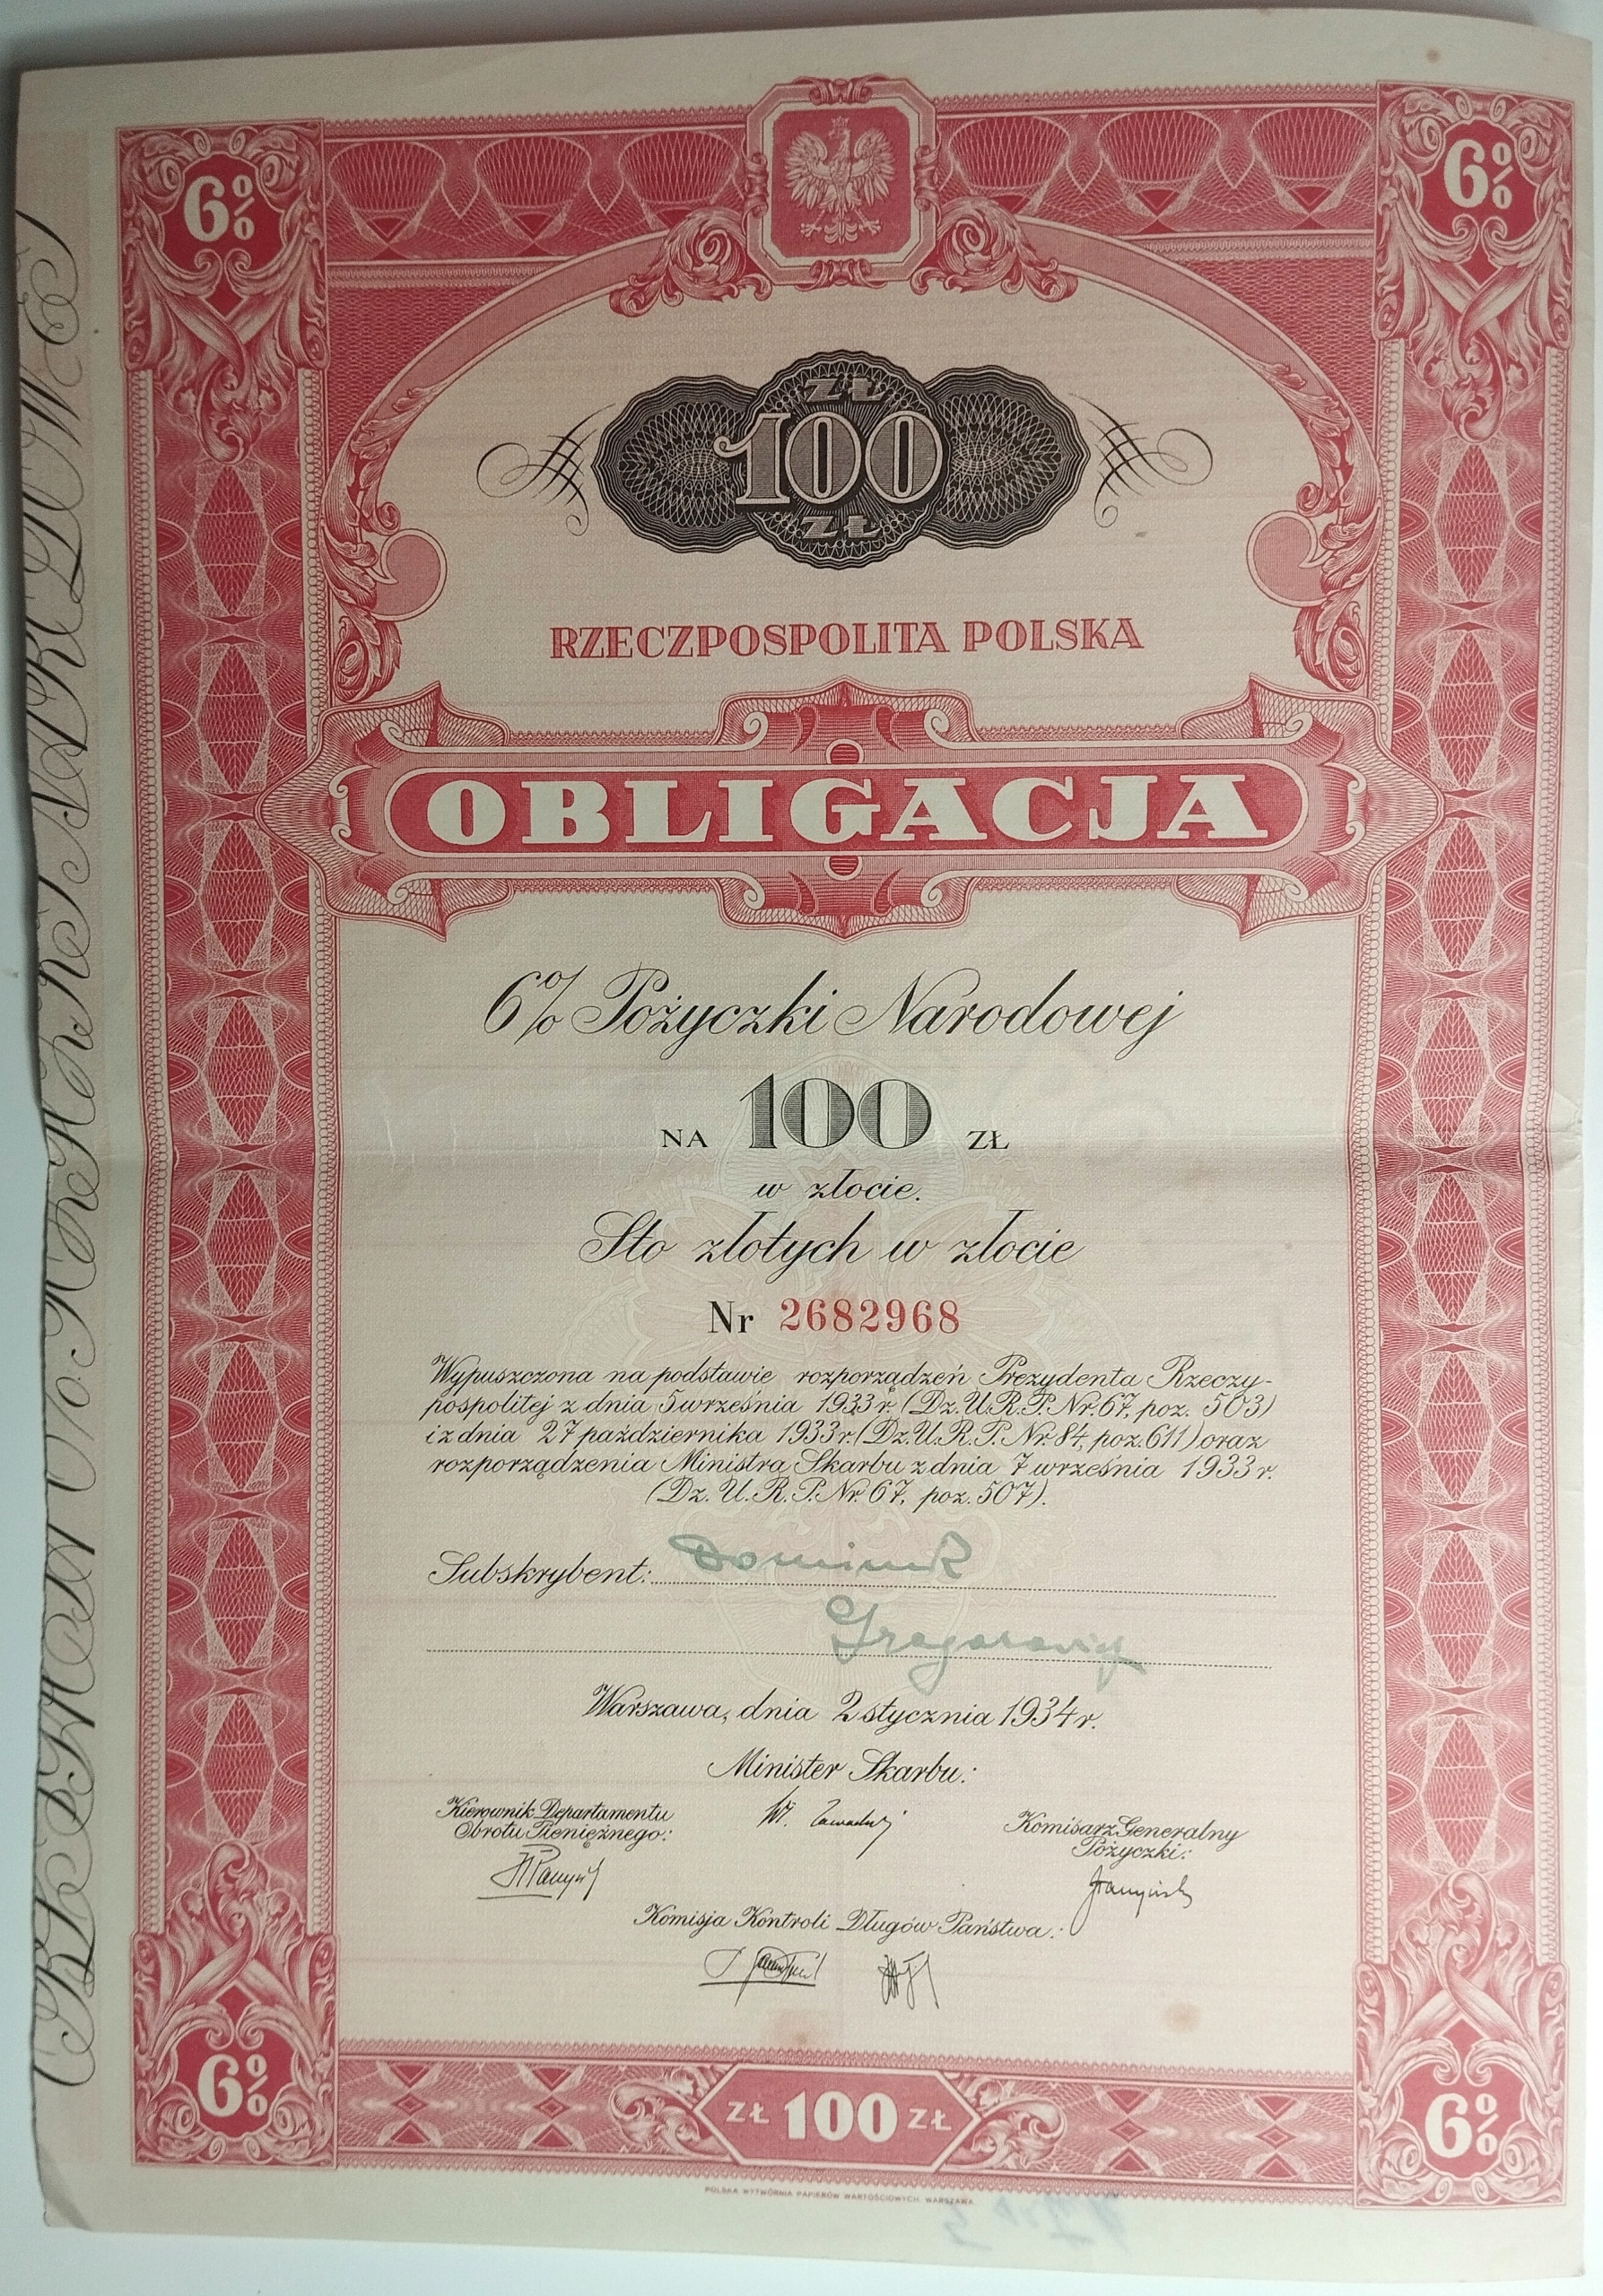 6%
6%
ZŁ
100
ZŁ
RZECZPOSPOLITA POLSKA
OBLIGACJA
6% Pożyczki Narodowej
NA 100 ZŁ
w złocie.
Sto złotych w złocie
Nr 2682968
Wypuszczona na podstawie rozporządzeń Prezydenta Rzeczy-
pospolitej z dnia 5 września 1933 r. (Dz. U. R. P. Nr. 67, poz. 503)
i z dnia 27 października 1933 r. (Dz. U. R. P. Nr. 84, poz. 611) oraz
rozporządzenia Ministra Skarbu z dnia 7 września 1933 r.
(Dz. U. R. P. Nr. 67, poz. 507).
Subskrybent: Dominik
Warszawa, dnia 2 stycznia 1934 r.
Minister Skarbu:
Kierownik Departamentu
Obrotu Pieniężnego:
Komisarz Generalny
Pożyczki:
Komisja Kontroli Długów Państwa:
6%
ZŁ 100 ZŁ
6%
POLSKA WYTWÓRNIA PAPIERÓW WARTOŚCIOWYCH WARSZAWA